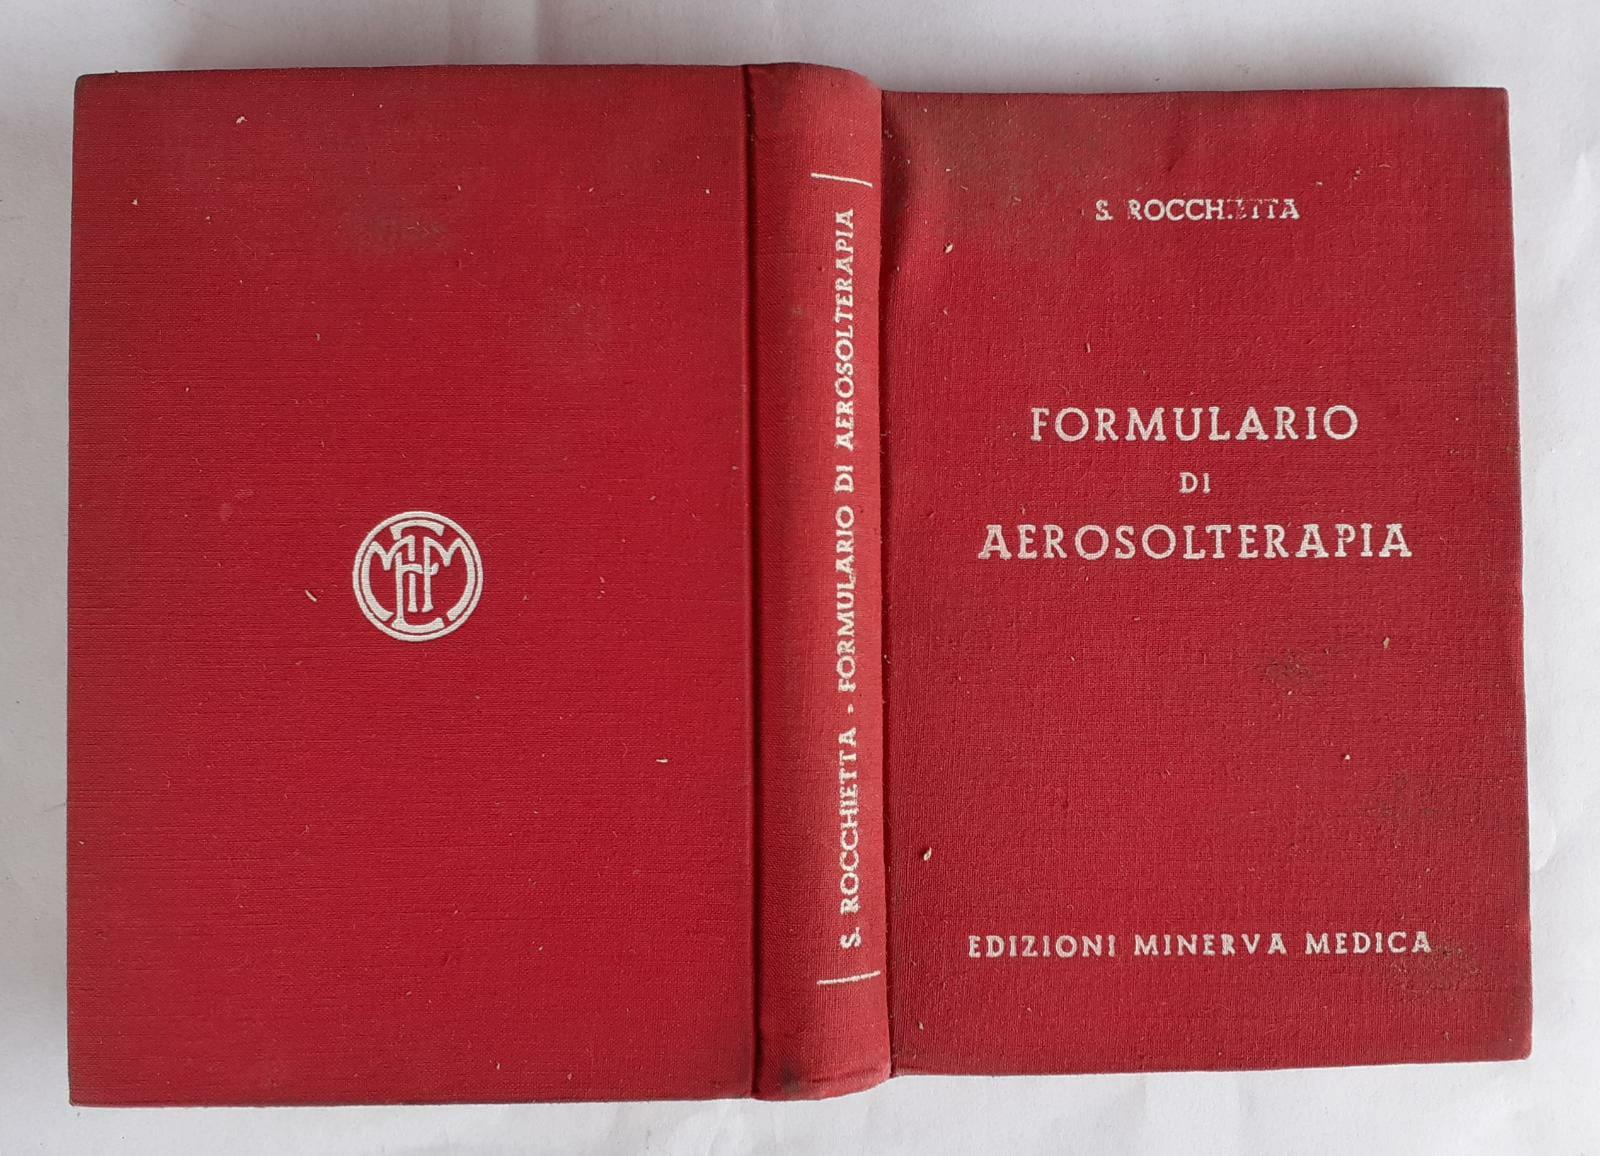 S. ROCCHIETTA
FORMULARIO
DI
AEROSOLTERAPIA
EDIZIONI MINERVA MEDICA
S. ROCCHIETTA - FORMULARIO DI AEROSOLTERAPIA